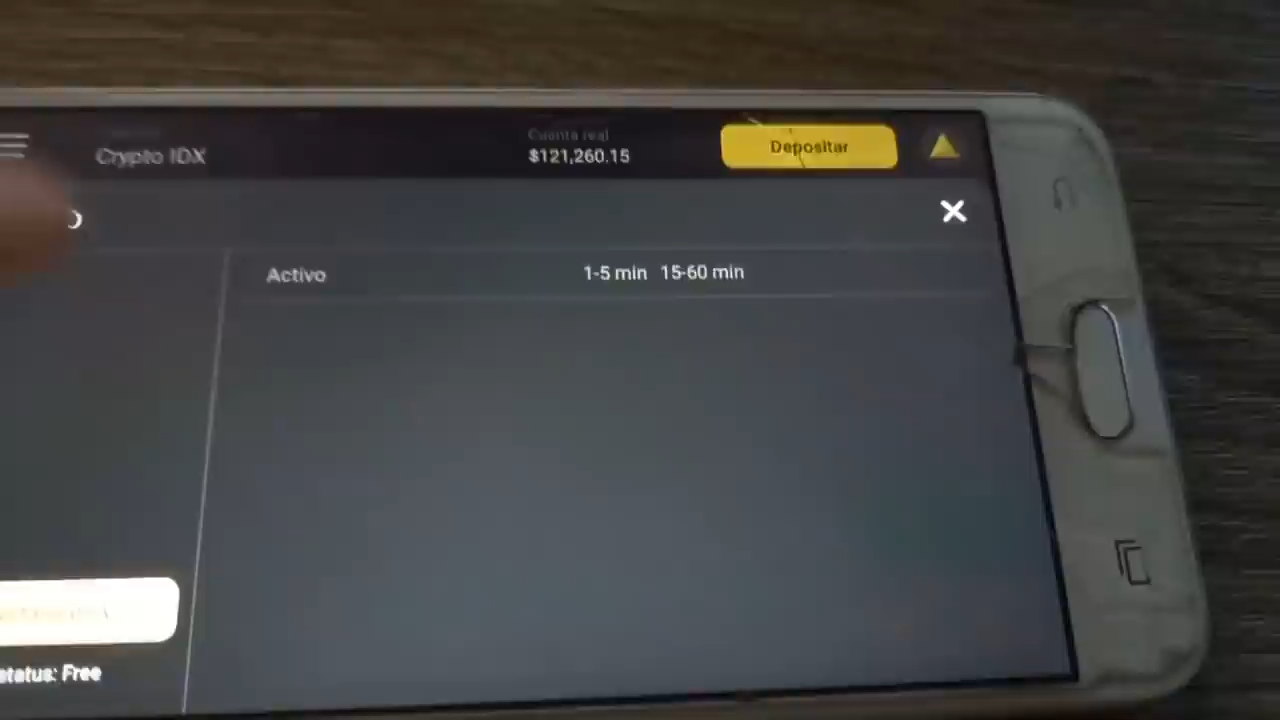 Cuenta real
Crypto IDX
$121,260.15
Depositar
Activo
1-5 min 15-60 min
status: Free